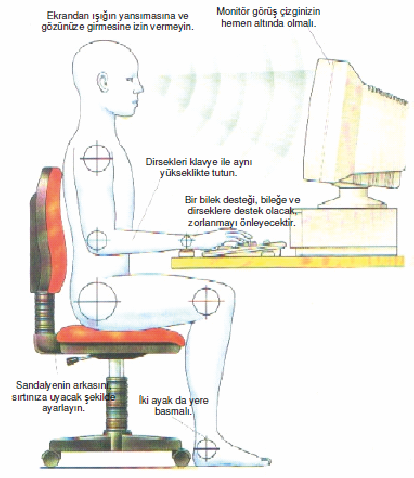 Ekrandan ışığın yansımasına ve
gözünüze girmesine iziin vermeyin.
Monitör görüş çizginizin
hemen altında olmalı.
Dirsekleri klavye ile aynı
yükseklikte tutun.
Bir bilek desteği, bileğe ve
dirseklere destek olacak,
zorlanmayı önleyecektir.
Sandalyenin arkasını
sırtınıza uyacak şekilde
ayarlayın.
İki ayak da yere
basmalı.